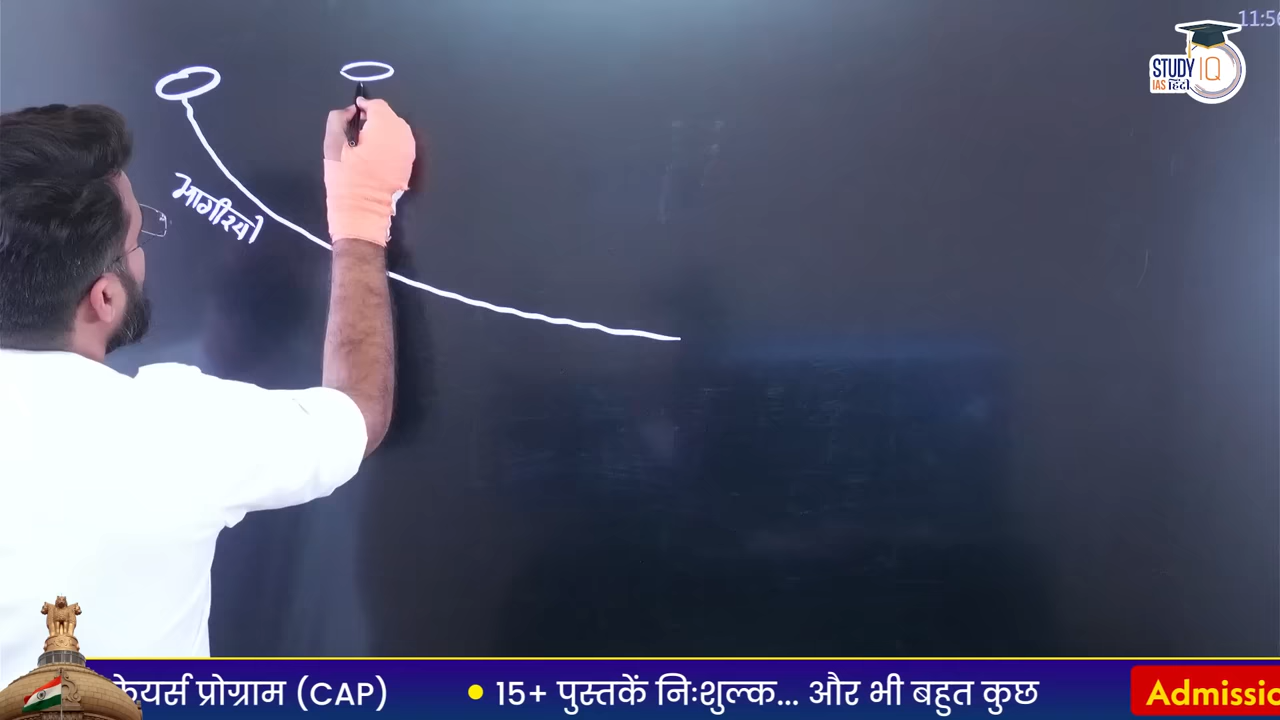 11:56
STUDY IQ
IAS हिंदी
भागीरथी
फेयर्स प्रोग्राम (CAP)
• 15+ पुस्तकें निःशुल्क... और भी बहुत कुछ
Admissio